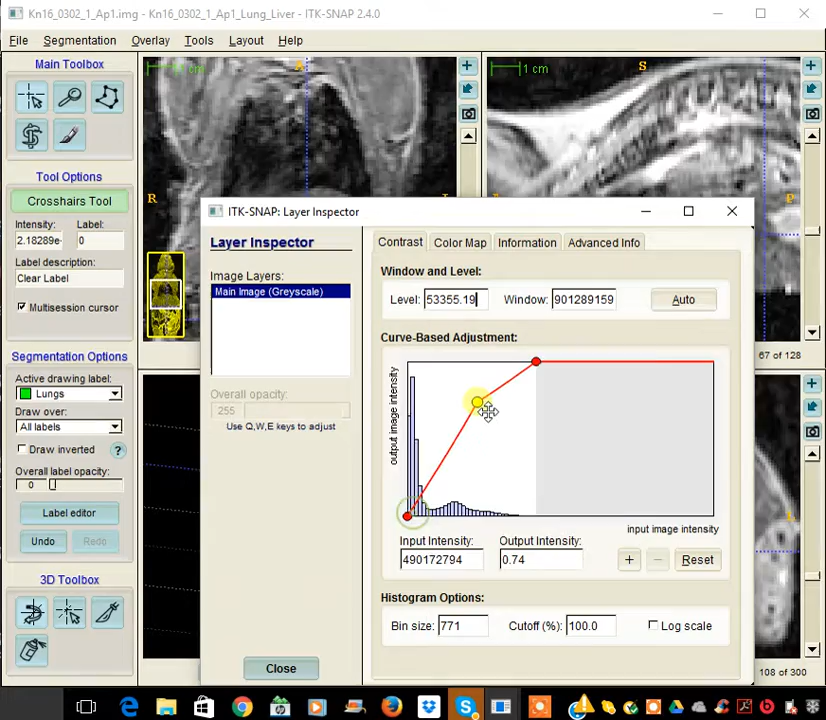 Kn16_0302_1_Ap1.img - Kn16_0302_1_Ap1_Lung_Liver - ITK-SNAP 2.4.0
File Segmentation Overlay Tools Layout Help
Main Toolbox
Tool Options
Crosshairs Tool
Intensity: Label:
2.18289e- 0
Label description:
Clear Label
Multisession cursor
Segmentation Options
Active drawing label:
Lungs
Draw over:
All labels
Draw inverted ?
Overall label opacity:
0
Label editor
Undo Redo
3D Toolbox
1 cm
A
R
1 cm
S
P
67 of 128
108 of 300
ITK-SNAP: Layer Inspector
Layer Inspector
Image Layers:
Main Image (Greyscale)
Overall opacity:
255
Use Q,W,E keys to adjust
Close
Contrast Color Map Information Advanced Info
Window and Level:
Level: 53355.19 Window: 901289159 Auto
Curve-Based Adjustment:
output image intensity
input image intensity
Input Intensity: Output Intensity:
490172794 0.74 + − Reset
Histogram Options:
Bin size: 771 Cutoff (%): 100.0 Log scale